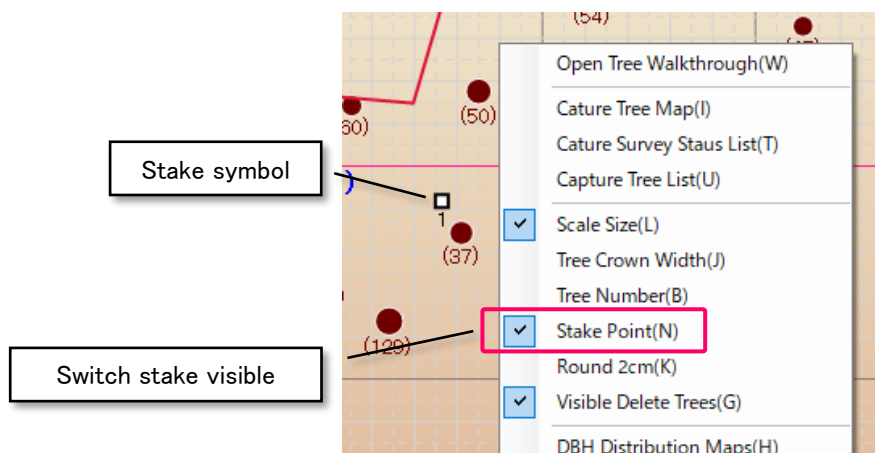 (54)
Open Tree Walkthrough(W)
(50)
Cature Tree Map(I)
60)
Cature Survey Staus List(T)
Stake symbol
Capture Tree List(U)
)
1
Scale Size(L)
(37)
Tree Crown Width(J)
Tree Number(B)
Stake Point(N)
(129)
Switch stake visible
Round 2cm(K)
Visible Delete Trees(G)
DBH Distribution Maps(H)